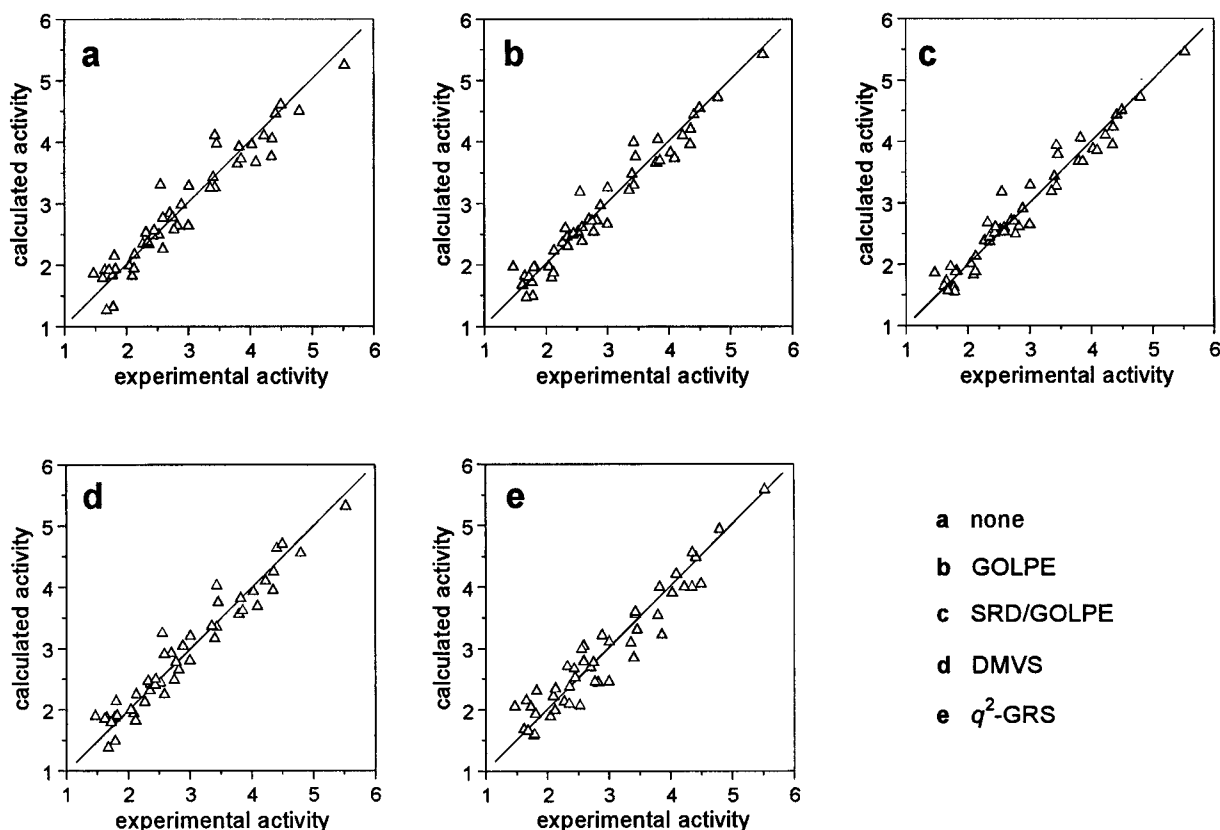 a
calculated activity
6
5
4
3
2
1
1 2 3 4 5 6
experimental activity
b
calculated activity
6
5
4
3
2
1
1 2 3 4 5 6
experimental activity
c
calculated activity
6
5
4
3
2
1
1 2 3 4 5 6
experimental activity
d
calculated activity
6
5
4
3
2
1
1 2 3 4 5 6
experimental activity
e
calculated activity
6
5
4
3
2
1
1 2 3 4 5 6
experimental activity
a none
b GOLPE
c SRD/GOLPE
d DMVS
e q²-GRS